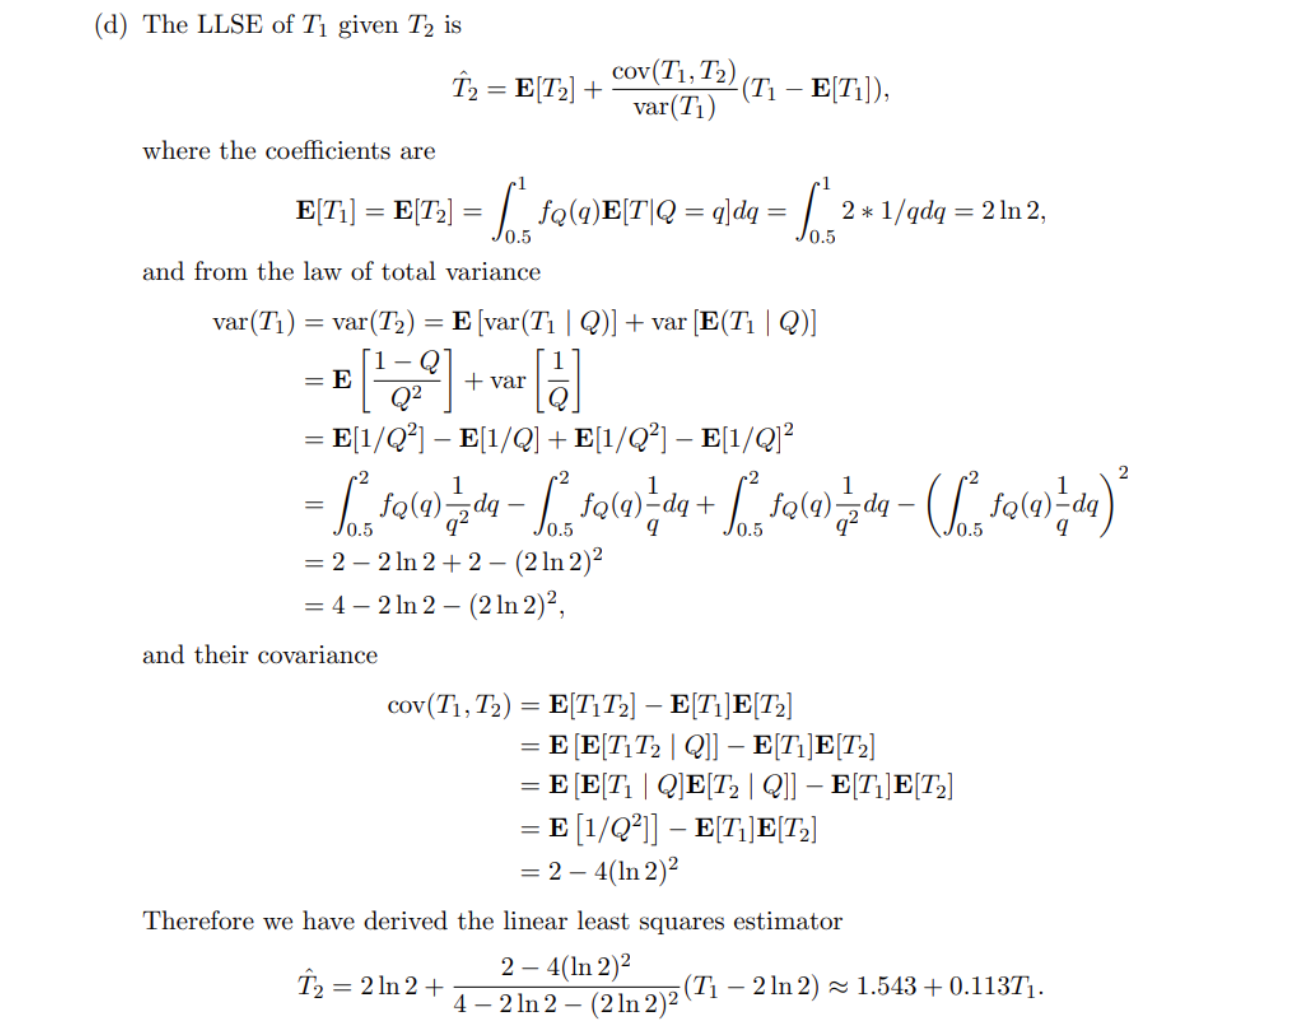 (d) The LLSE of T₁ given T₂ is
T̂₂ = E[T₂] + cov(T₁, T₂)/var(T₁) (T₁ − E[T₁]),
where the coefficients are
E[T₁] = E[T₂] = ∫_{0.5}^{1} f_Q(q)E[T|Q = q]dq = ∫_{0.5}^{1} 2 * 1/qdq = 2 ln 2,
and from the law of total variance
var(T₁) = var(T₂) = E [var(T₁ | Q)] + var [E(T₁ | Q)]
= E [(1 − Q)/Q²] + var [1/Q]
= E[1/Q²] − E[1/Q] + E[1/Q²] − E[1/Q]²
= ∫_{0.5}^{2} f_Q(q) 1/q² dq − ∫_{0.5}^{2} f_Q(q) 1/q dq + ∫_{0.5}^{2} f_Q(q) 1/q² dq − (∫_{0.5}^{2} f_Q(q) 1/q dq)²
= 2 − 2 ln 2 + 2 − (2 ln 2)²
= 4 − 2 ln 2 − (2 ln 2)²,
and their covariance
cov(T₁, T₂) = E[T₁T₂] − E[T₁]E[T₂]
= E [E[T₁T₂ | Q]] − E[T₁]E[T₂]
= E [E[T₁ | Q]E[T₂ | Q]] − E[T₁]E[T₂]
= E [1/Q²]] − E[T₁]E[T₂]
= 2 − 4(ln 2)²
Therefore we have derived the linear least squares estimator
T̂₂ = 2 ln 2 + (2 − 4(ln 2)²)/(4 − 2 ln 2 − (2 ln 2)²) (T₁ − 2 ln 2) ≈ 1.543 + 0.113T₁.